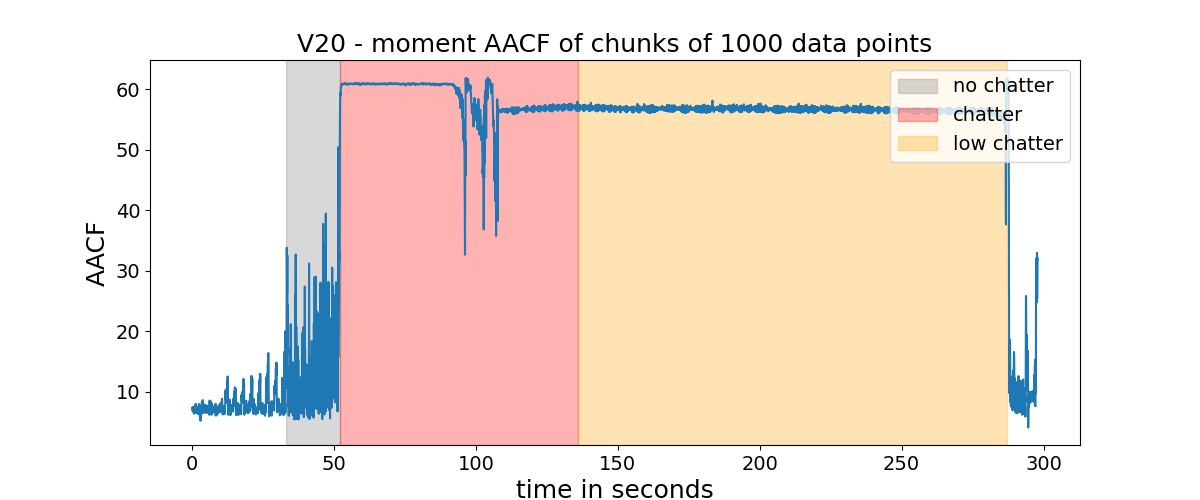 V20 - moment AACF of chunks of 1000 data points
60
50
40
30
20
10
AACF
no chatter
chatter
low chatter
0
50
100
150
200
250
300
time in seconds